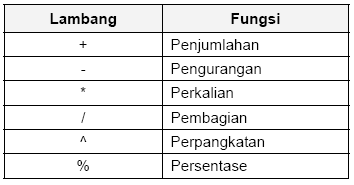 Lambang Fungsi
+ Penjumlahan
- Pengurangan
* Perkalian
/ Pembagian
^ Perpangkatan
% Persentase